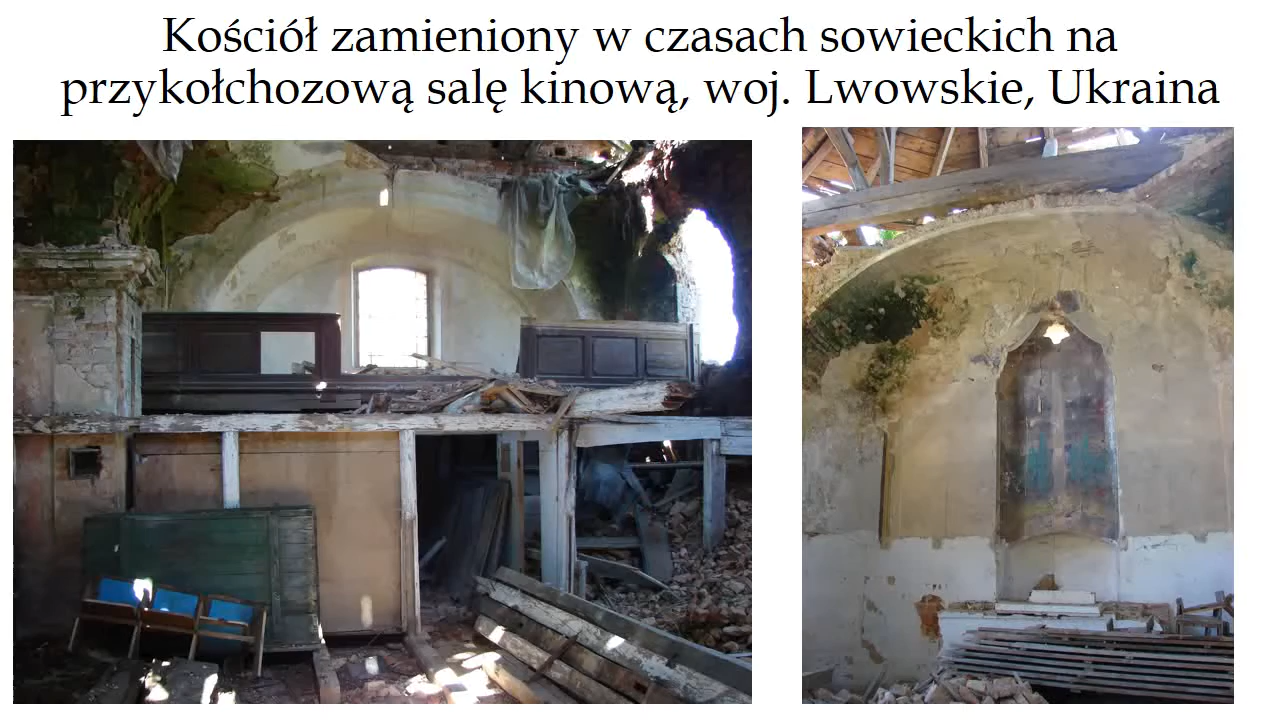 Kościół zamieniony w czasach sowieckich na
przykołchozową salę kinową, woj. Lwowskie, Ukraina